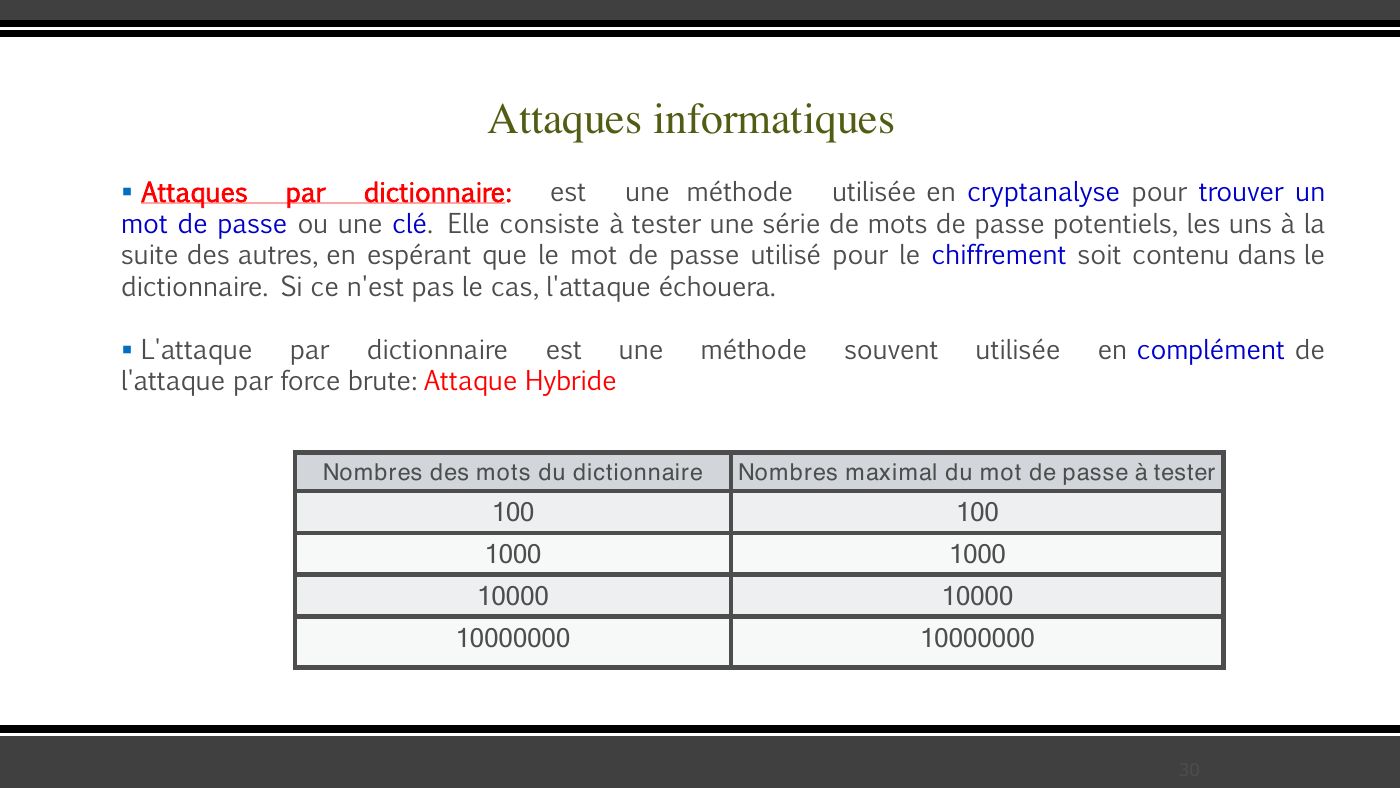 Attaques informatiques
▪ Attaques par dictionnaire: est une méthode utilisée en cryptanalyse pour trouver un
mot de passe ou une clé. Elle consiste à tester une série de mots de passe potentiels, les uns à la
suite des autres, en espérant que le mot de passe utilisé pour le chiffrement soit contenu dans le
dictionnaire. Si ce n'est pas le cas, l'attaque échouera.
▪ L'attaque par dictionnaire est une méthode souvent utilisée en complément de
l'attaque par force brute: Attaque Hybride
Nombres des mots du dictionnaire Nombres maximal du mot de passe à tester
100 100
1000 1000
10000 10000
10000000 10000000
30